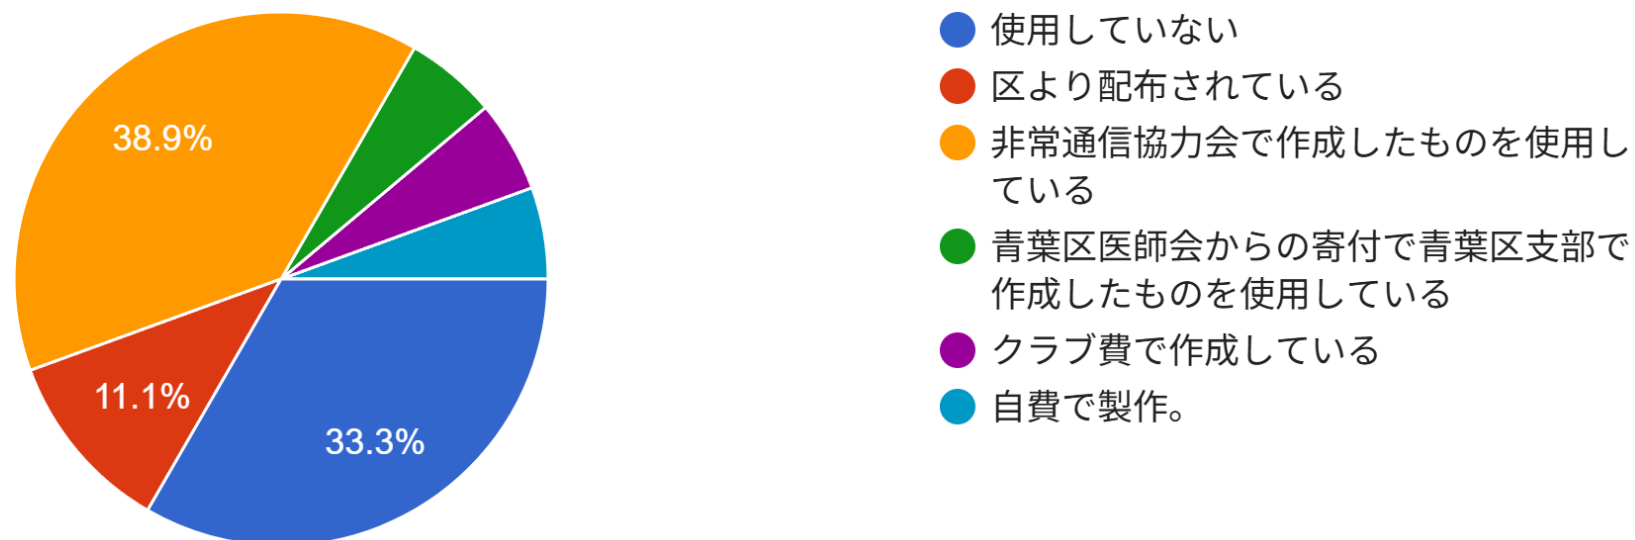 38.9%
11.1%
33.3%
使用していない
区より配布されている
非常通信協力会で作成したものを使用し
ている
青葉区医師会からの寄付で青葉区支部で
作成したものを使用している
クラブ費で作成している
自費で製作。